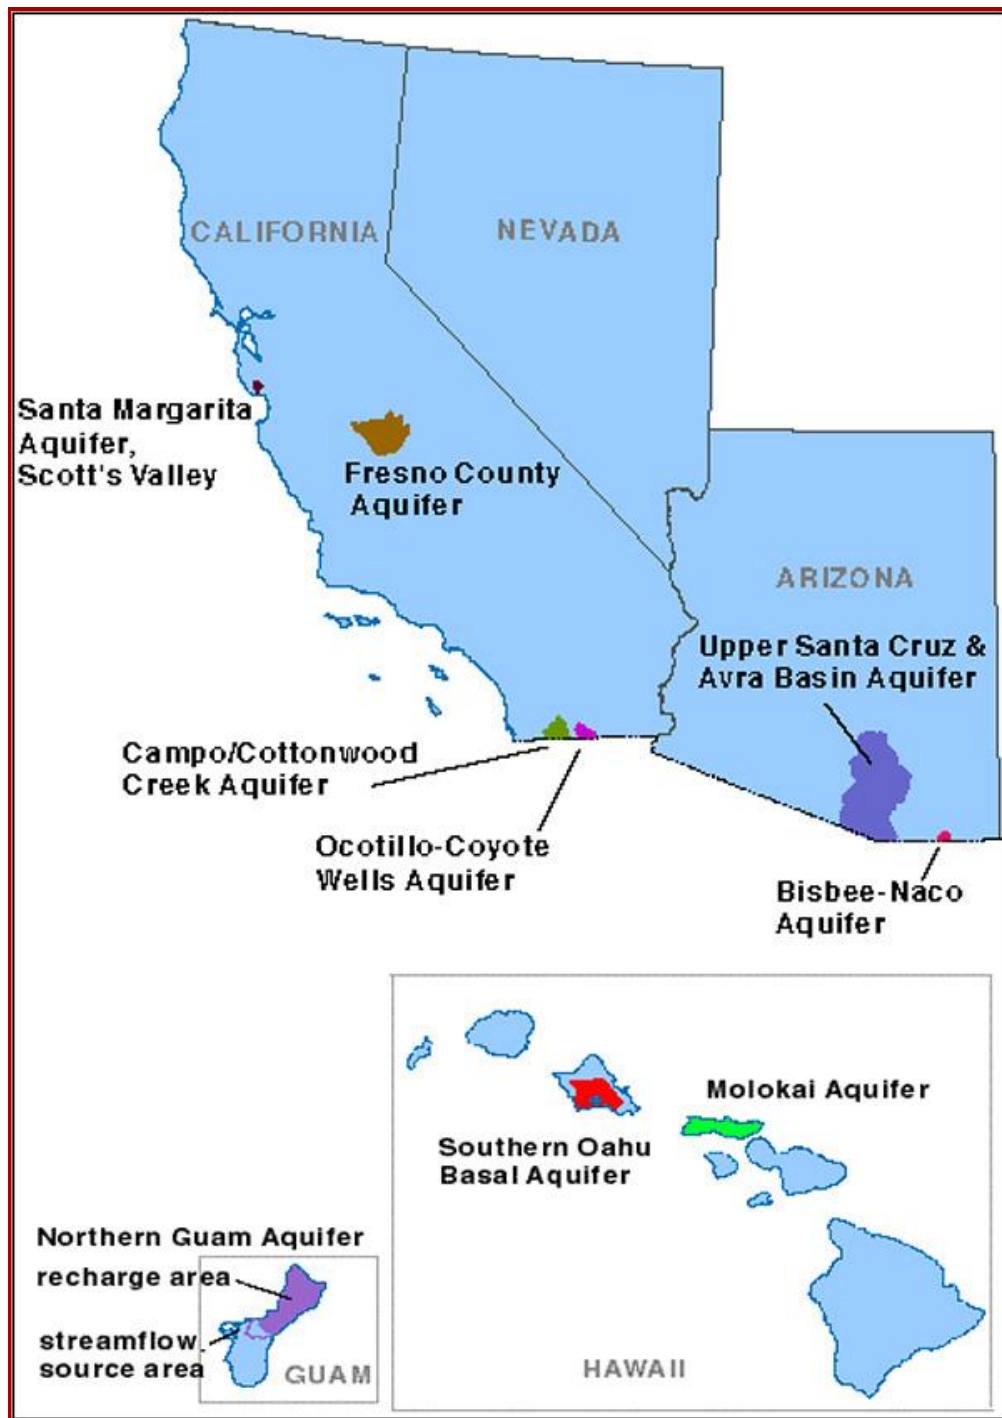 CALIFORNIA
NEVADA
Santa Margarita
Aquifer,
Scott's Valley
Fresno County
Aquifer
ARIZONA
Upper Santa Cruz &
Avra Basin Aquifer
Campo/Cottonwood
Creek Aquifer
Ocotillo-Coyote
Wells Aquifer
Bisbee-Naco
Aquifer
Molokai Aquifer
Southern Oahu
Basal Aquifer
HAWAII
Northern Guam Aquifer
recharge area
streamflow
source area
GUAM